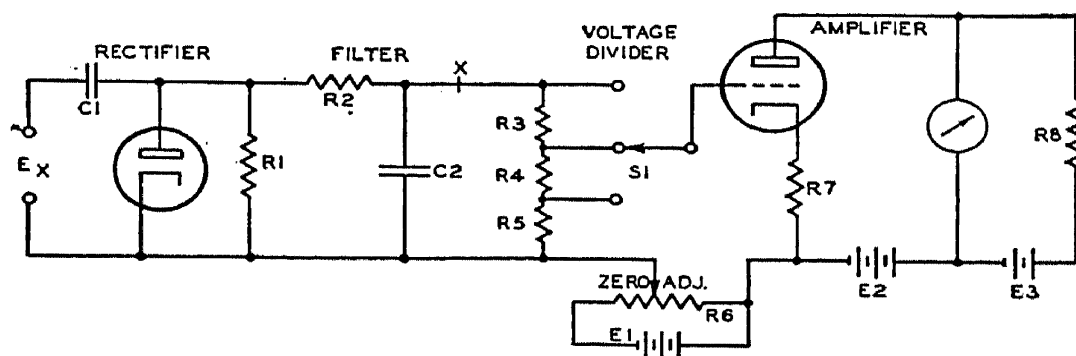 RECTIFIER
FILTER
VOLTAGE
DIVIDER
AMPLIFIER
C1
R2
X
R3
R1
Ex
C2
R4
S1
R5
R7
R8
ZERO ADJ.
R6
E1
E2
E3